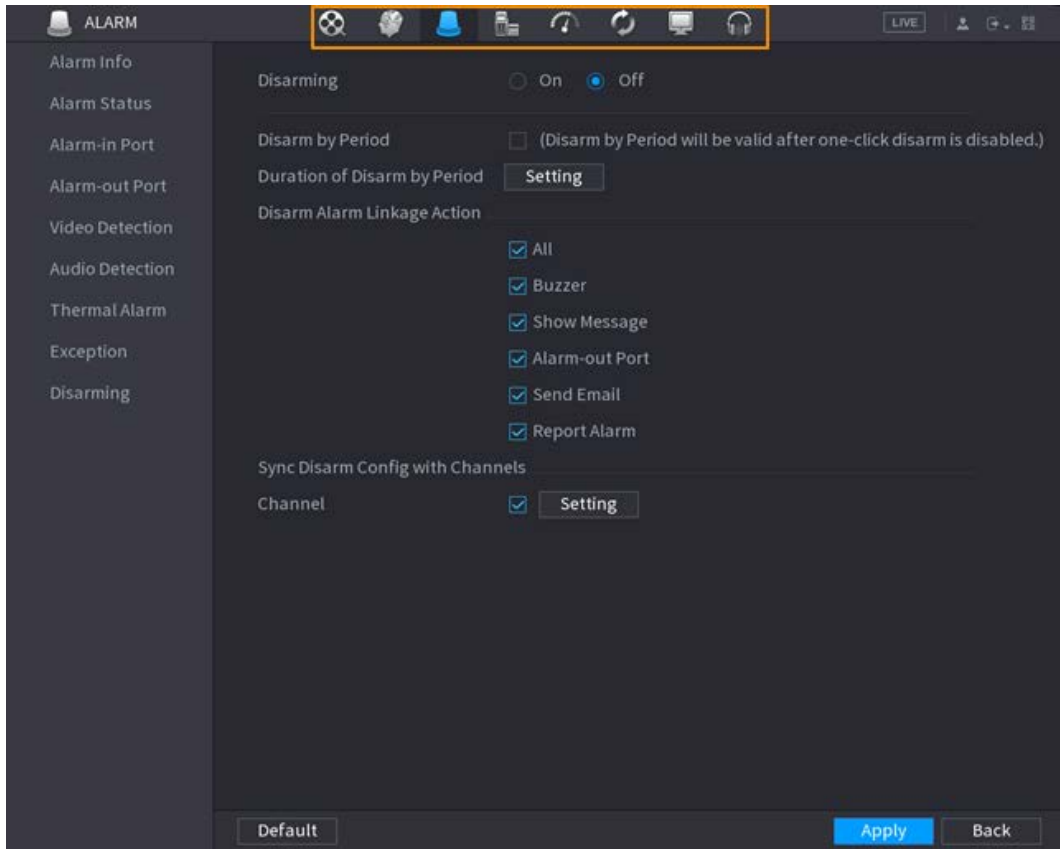 ALARM
LIVE
Alarm Info
Alarm Status
Alarm-in Port
Alarm-out Port
Video Detection
Audio Detection
Thermal Alarm
Exception
Disarming
Disarming On Off
Disarm by Period (Disarm by Period will be valid after one-click disarm is disabled.)
Duration of Disarm by Period Setting
Disarm Alarm Linkage Action
All
Buzzer
Show Message
Alarm-out Port
Send Email
Report Alarm
Sync Disarm Config with Channels
Channel Setting
Default Apply Back